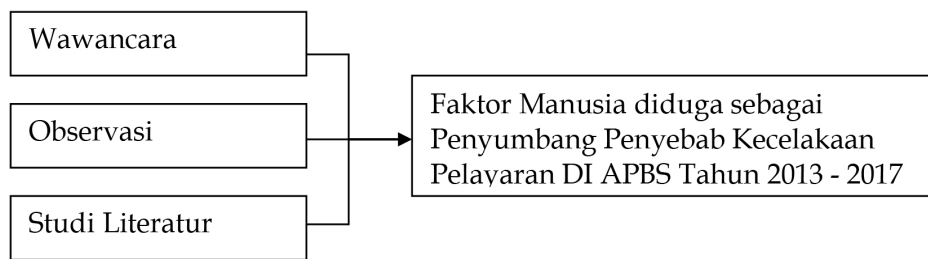 Wawancara
Observasi
Studi Literatur
Faktor Manusia diduga sebagai
Penyumbang Penyebab Kecelakaan
Pelayaran DI APBS Tahun 2013 - 2017